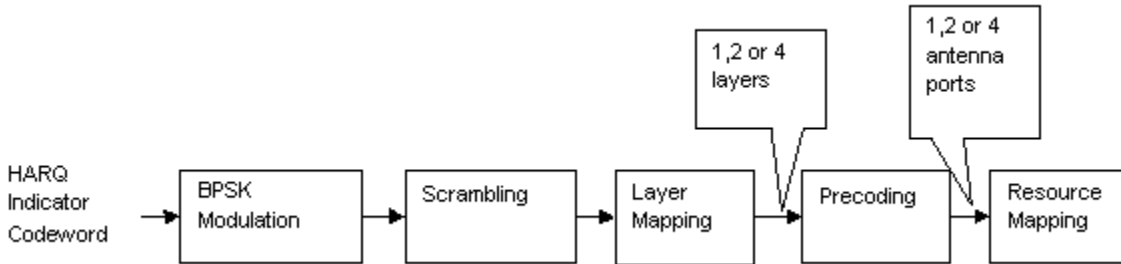 HARQ
Indicator
Codeword
BPSK
Modulation
Scrambling
Layer
Mapping
1,2 or 4
layers
Precoding
1,2 or 4
antenna
ports
Resource
Mapping